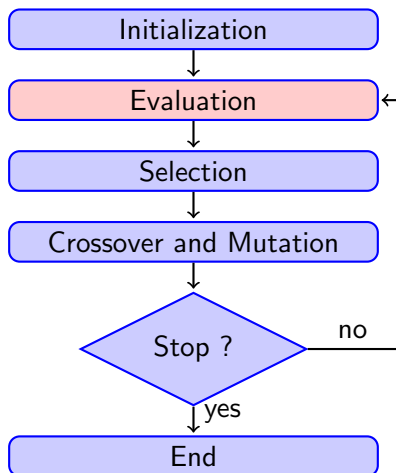 Initialization
Evaluation
Selection
Crossover and Mutation
Stop ?
no
yes
End